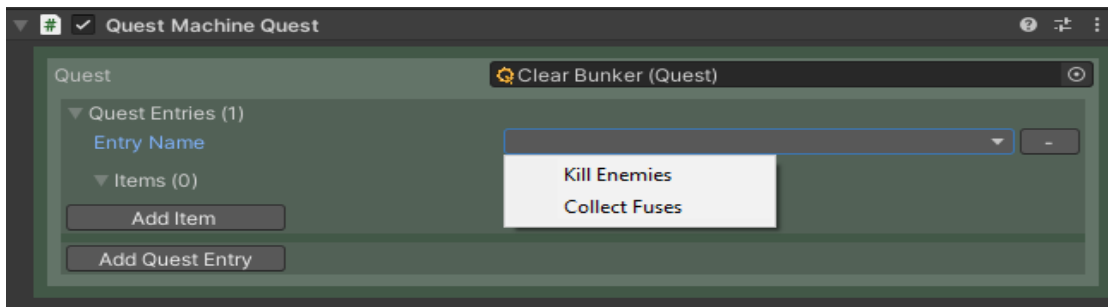 # Quest Machine Quest
Quest Clear Bunker (Quest)
Quest Entries (1)
Entry Name -
Kill Enemies
Items (0)
Collect Fuses
Add Item
Add Quest Entry